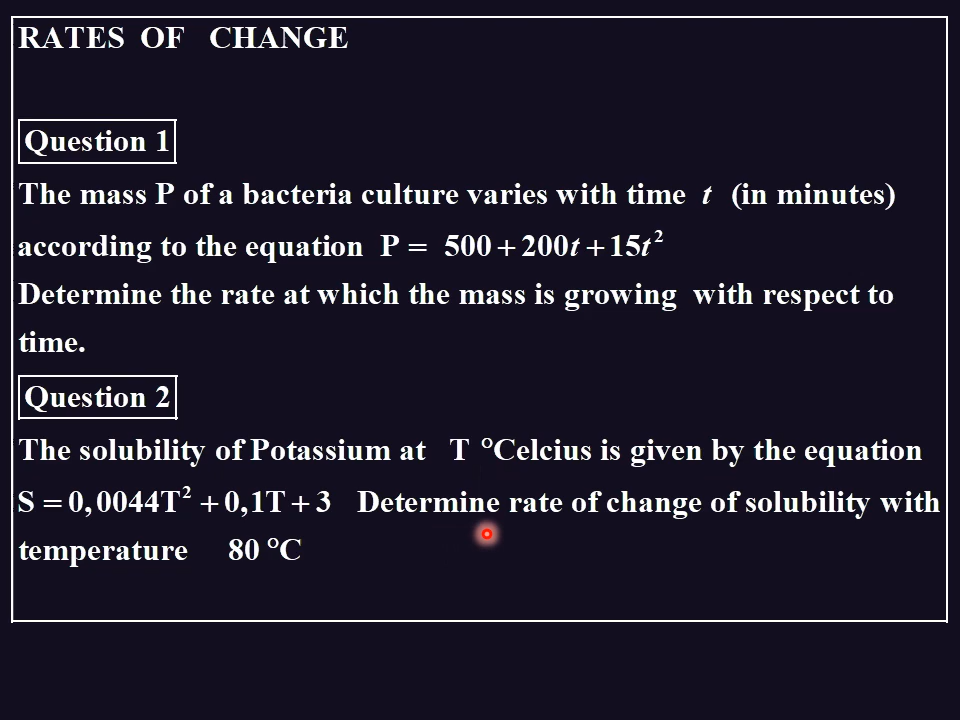 RATES OF CHANGE
Question 1
The mass P of a bacteria culture varies with time t (in minutes)
according to the equation P = 500 + 200t + 15t²
Determine the rate at which the mass is growing with respect to
time.
Question 2
The solubility of Potassium at T °Celcius is given by the equation
S = 0,0044T² + 0,1T + 3 Determine rate of change of solubility with
temperature 80 °C